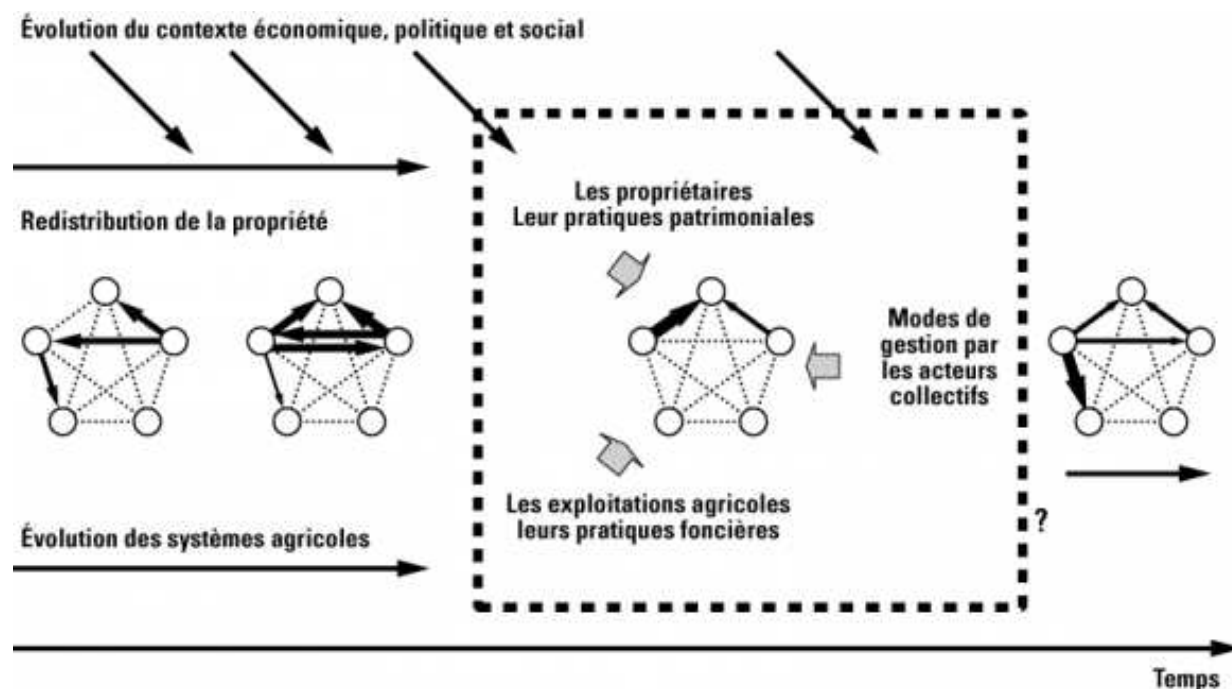 Évolution du contexte économique, politique et social
Les propriétaires
Leur pratiques patrimoniales
Redistribution de la propriété
Modes de
gestion par
les acteurs
collectifs
Les exploitations agricoles
leurs pratiques foncières
?
Évolution des systèmes agricoles
Temps